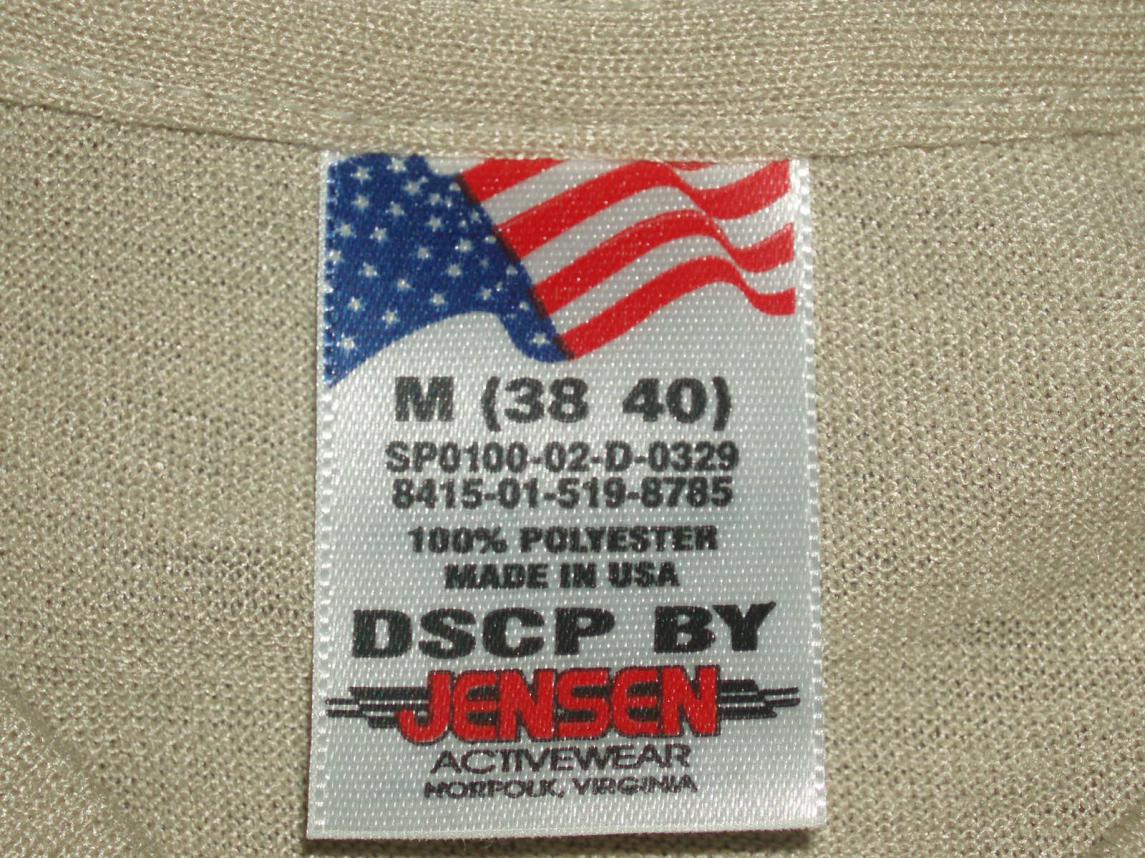 M (38 40)
SP0100-02-D-0329
8415-01-519-8785
100% POLYESTER
MADE IN USA
DSCP BY
JENSEN
ACTIVEWEAR
NORFOLK, VIRGINIA